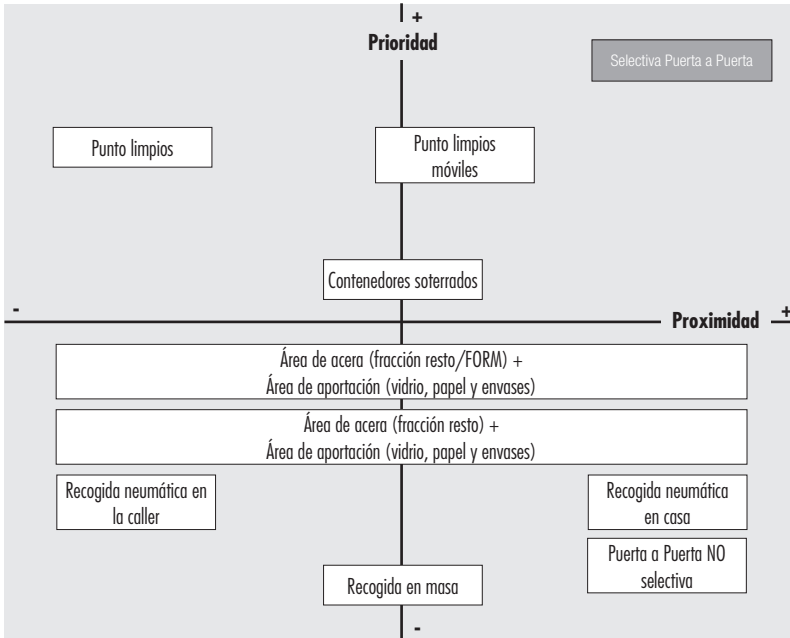 +
Prioridad
Selectiva Puerta a Puerta
Punto limpios
Punto limpios
móviles
Contenedores soterrados
-
Proximidad
+
Área de acera (fracción resto/FORM) +
Área de aportación (vidrio, papel y envases)
Área de acera (fracción resto) +
Área de aportación (vidrio, papel y envases)
Recogida neumática en
la caller
Recogida neumática
en casa
Puerta a Puerta NO
selectiva
Recogida en masa
-